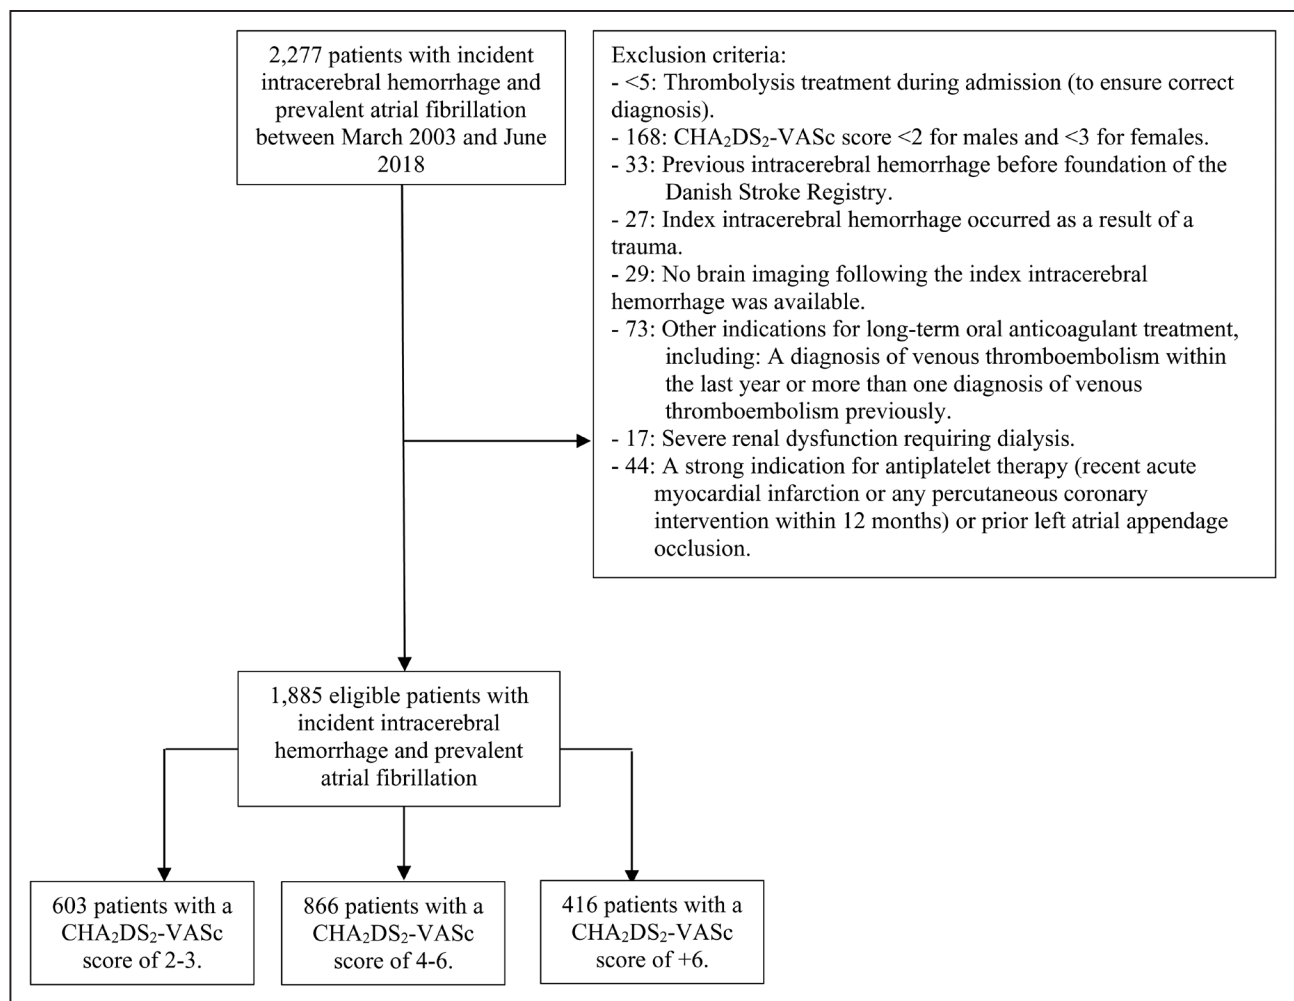 2,277 patients with incident
intracerebral hemorrhage and
prevalent atrial fibrillation
between March 2003 and June
2018
Exclusion criteria:
- <5: Thrombolysis treatment during admission (to ensure correct
diagnosis).
- 168: CHA₂DS₂-VASc score <2 for males and <3 for females.
- 33: Previous intracerebral hemorrhage before foundation of the
Danish Stroke Registry.
- 27: Index intracerebral hemorrhage occurred as a result of a
trauma.
- 29: No brain imaging following the index intracerebral
hemorrhage was available.
- 73: Other indications for long-term oral anticoagulant treatment,
including: A diagnosis of venous thromboembolism within
the last year or more than one diagnosis of venous
thromboembolism previously.
- 17: Severe renal dysfunction requiring dialysis.
- 44: A strong indication for antiplatelet therapy (recent acute
myocardial infarction or any percutaneous coronary
intervention within 12 months) or prior left atrial appendage
occlusion.
1,885 eligible patients with
incident intracerebral
hemorrhage and prevalent
atrial fibrillation
603 patients with a
CHA₂DS₂-VASc
score of 2-3.
866 patients with a
CHA₂DS₂-VASc
score of 4-6.
416 patients with a
CHA₂DS₂-VASc
score of +6.